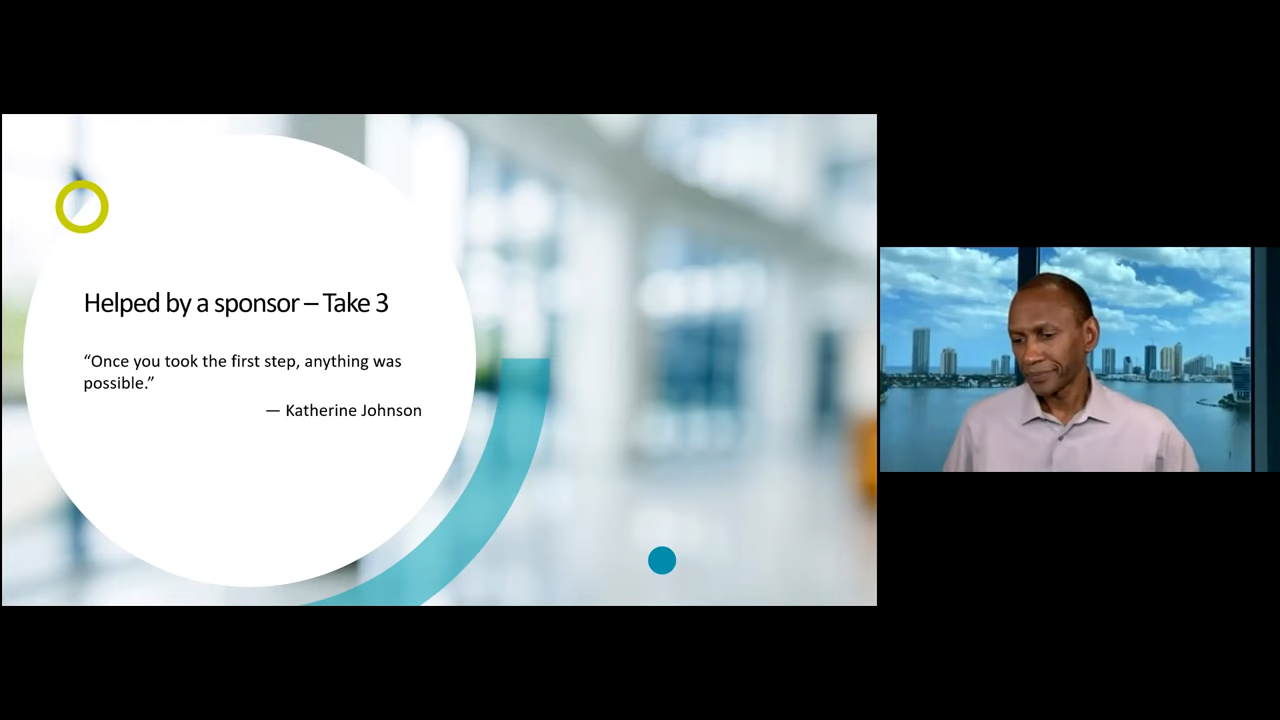 Helped by a sponsor – Take 3
“Once you took the first step, anything was
possible.”
— Katherine Johnson